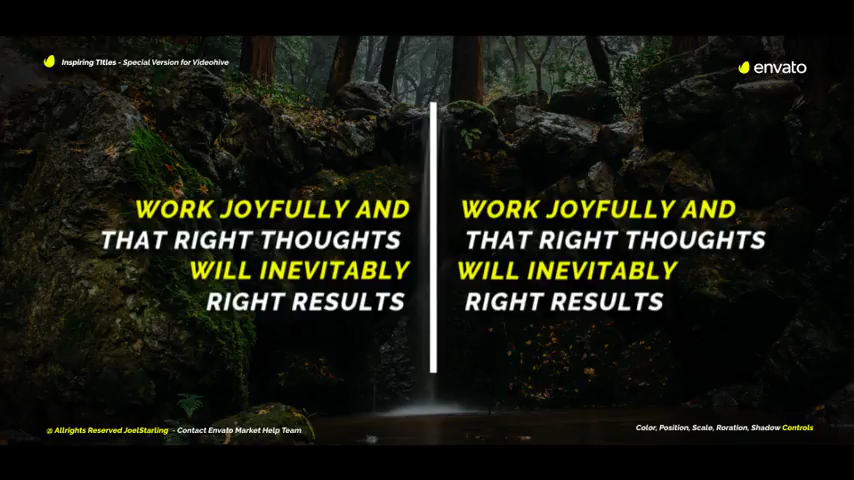 Inspiring Titles - Special Version for Videohive
envato
WORK JOYFULLY AND
THAT RIGHT THOUGHTS
WILL INEVITABLY
RIGHT RESULTS
WORK JOYFULLY AND
THAT RIGHT THOUGHTS
WILL INEVITABLY
RIGHT RESULTS
@ Allrights Reserved JoelStarling - Contact Envato Market Help Team
Color, Position, Scale, Roration, Shadow Controls